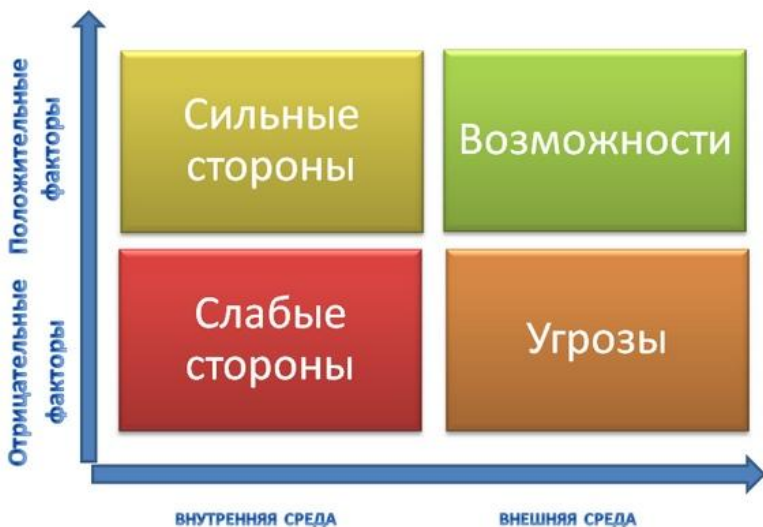 Положительные
факторы
Сильные
стороны
Возможности
Отрицательные
факторы
Слабые
стороны
Угрозы
ВНУТРЕННЯЯ СРЕДА
ВНЕШНЯЯ СРЕДА